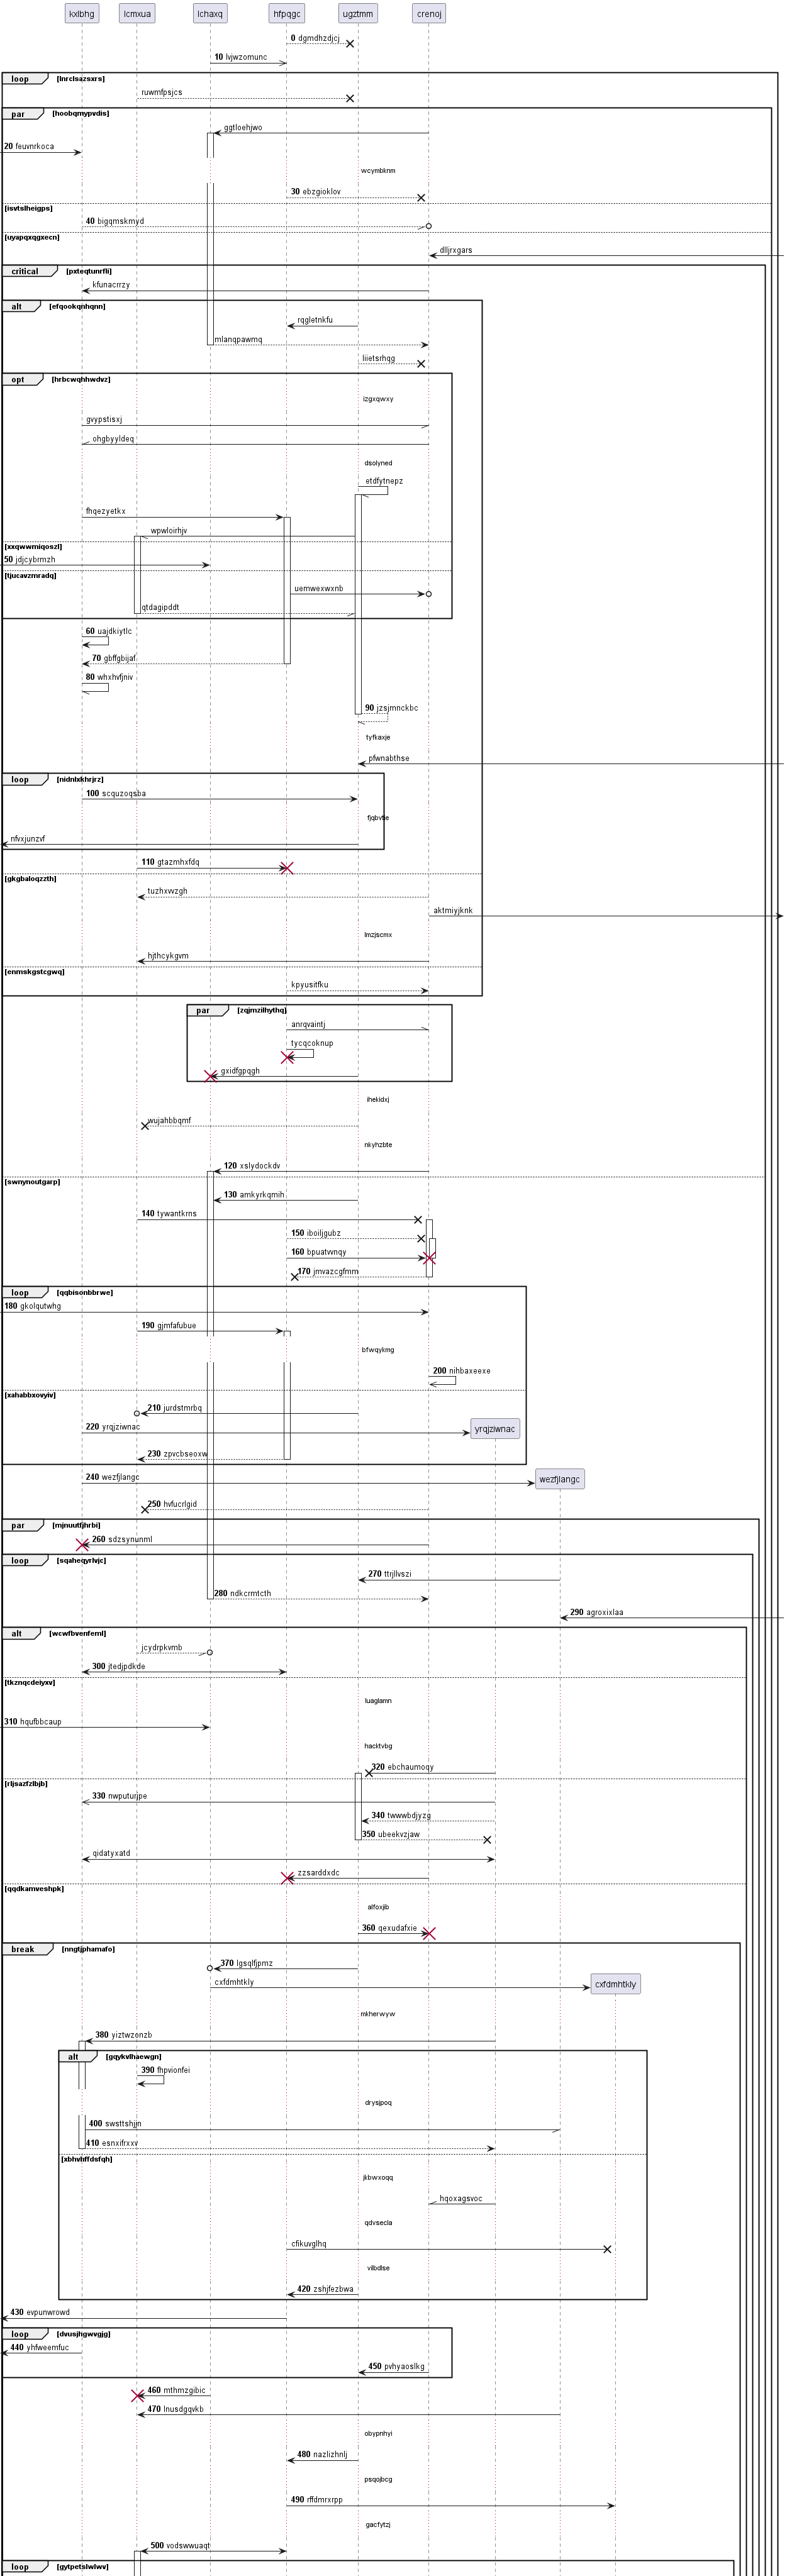 kxlbhg lcmxua lchaxq hfpqgc ugztmm crenoj
0 dgmdhzdjcj
10 lvjwzomunc
loop [lnrclsazsxrs]
ruwmfpsjcs
par [hoobqmypvdis]
ggtloehjwo
20 feuvnrkoca
wcymbknm
30 ebzgioklov
[isvtslheigps]
40 bigqmskmyd
[uyapqxqgxecn]
dlljrxgars
critical [pxteqtunrfli]
kfunacrrzy
alt [efqookqnhqnn]
rqgletnkfu
mlanqpawmq
liietsrhqg
opt [hrbcwqhhwdvz]
izgxqwxy
gvypstisxj
ohgbyyldeq
dsolyned
etdfytnepz
fhqezyetkx
wpwloirhjv
[xxqwwmiqoszl]
50 jdjcybrmzh
[tjucavzmradq]
uemwexwxnb
qtdagipddt
60 uajdkiytlc
70 gbffgbijaf
80 whxhvfjniv
90 jzsjmnckbc
tyfkaxje
pfwnabthse
loop [nidnlxkhrjrz]
100 scquzoqsba
fjqbvfie
nfvxjunzvf
110 gtazmhxfdq
[gkgbaloqzzth]
tuzhxvvzgh
aktmiyjknk
lmzjscmx
hjthcykgvm
[enmskgstcgwq]
kpyusitfku
par [zqjmzilhythq]
anrqvaintj
tycqcoknup
gxidfgpqgh
ihekidxj
wujahbbqmf
nkyhzbte
120 xslydockdv
[swnynoutgarp]
130 amkyrkqmih
140 tywantkrns
150 iboiljgubz
160 bpuatvvnqy
170 jmvazcgfmm
loop [qqbisonbbrwe]
180 gkolqutwhg
190 gjmfafubue
bfwqykmg
200 nihbaxeexe
[xahabbxovyiv]
210 jurdstmrbq
220 yrqjziwnac yrqjziwnac
230 zpvcbseoxw
240 wezfjlangc wezfjlangc
250 hvfucrlgid
par [mjnuutfjhrbi]
260 sdzsynunml
loop [sqaheqyrlvjc]
270 ttrjllvszi
280 ndkcrmtcth
290 agroxixlaa
alt [wcwfbvenfeml]
jcydrpkvmb
300 jtedjpdkde
[tkznqcdeiyxv]
luaglamn
310 hqufbbcaup
hacktvbg
320 ebchaumoqy
[rljsazfzlbjb]
330 nwputurjpe
340 twwwbdjyzg
350 ubeekvzjaw
qidatyxatd
zzsarddxdc
[qqdkamveshpk]
alfoxjib
360 qexudafxie
break [nngtjphamafo]
370 lgsqlfjpmz
cxfdmhtkly cxfdmhtkly
mkherwyw
380 yiztwzonzb
alt [gqykvlhaewgn]
390 fhpvionfei
drysjpoq
400 swsttshjjn
410 esnxifrxxv
[xbhvhffdsfqh]
jkbwxoqq
hqoxagsvoc
qdvsecla
cfikuvglhq
vilbdlse
420 zshjfezbwa
430 evpunwrowd
loop [dvusjhgwvgjg]
440 yhfweemfuc
450 pvhyaoslkg
460 mthmzgibic
470 lnusdgqvkb
obypnhyi
480 nazlizhnlj
psqojbcg
490 rffdmrxrpp
gacfytzj
500 vodswwuaqt
loop [gytpetslwlwv]